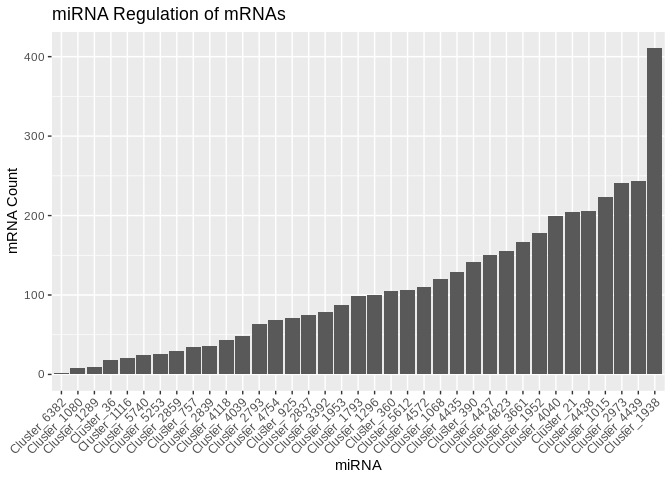 miRNA Regulation of mRNAs
mRNA Count
400
300
200
100
0
Cluster_6382
Cluster_1080
Cluster_1289
Cluster_36
Cluster_1116
Cluster_5740
Cluster_5253
Cluster_2859
Cluster_757
Cluster_2839
Cluster_4118
Cluster_4039
Cluster_2793
Cluster_4754
Cluster_925
Cluster_2837
Cluster_3392
Cluster_1953
Cluster_1793
Cluster_1296
Cluster_360
Cluster_5612
Cluster_4572
Cluster_1068
Cluster_4435
Cluster_390
Cluster_4437
Cluster_4823
Cluster_3661
Cluster_1952
Cluster_4040
Cluster_21
Cluster_4438
Cluster_1015
Cluster_2973
Cluster_4439
Cluster_1938
miRNA